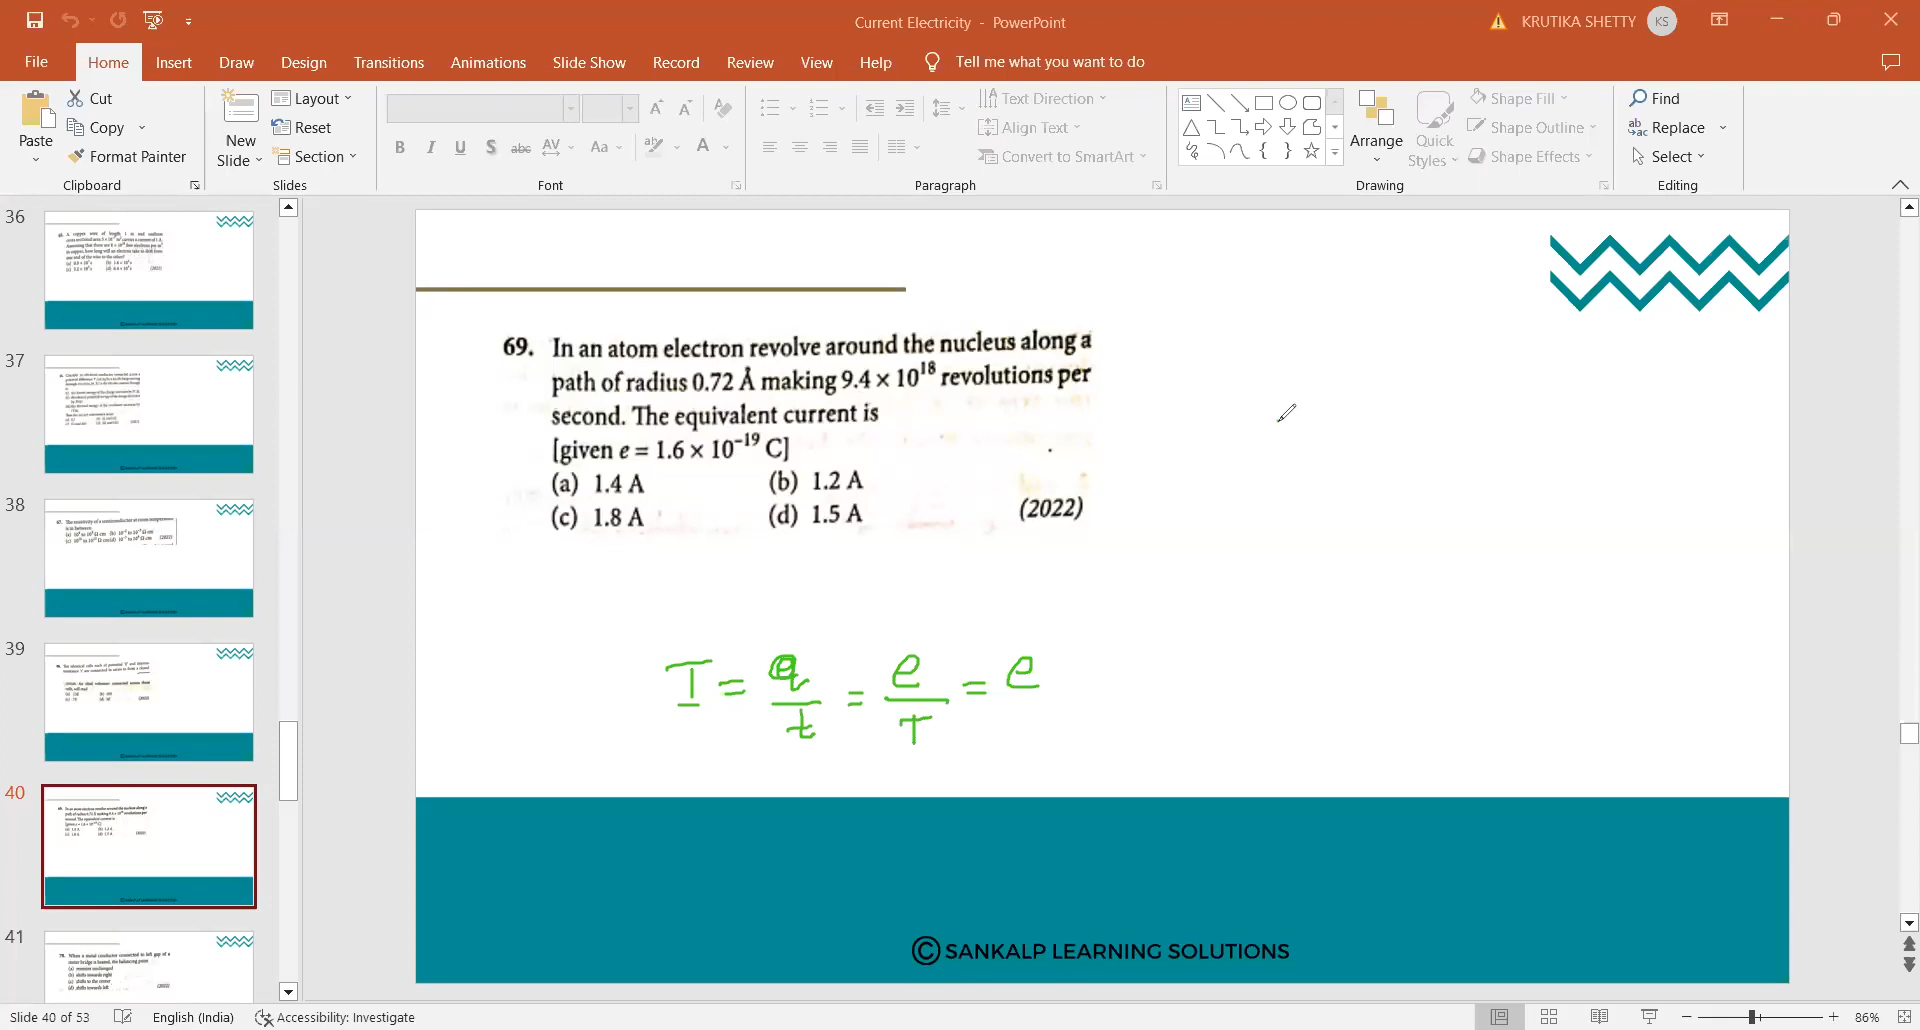 Current Electricity - PowerPoint
KRUTIKA SHETTY KS
File Home Insert Draw Design Transitions Animations Slide Show Record Review View Help Tell me what you want to do
Paste
Cut
Copy
Format Painter
Clipboard
New Slide
Layout
Reset
Section
Slides
B I U S abc AV Aa A
Font
Text Direction
Align Text
Convert to SmartArt
Paragraph
Arrange
Quick Styles
Shape Fill
Shape Outline
Shape Effects
Drawing
Find
Replace
Select
Editing
36
37
38
39
40
41
69. In an atom electron revolve around the nucleus along a
path of radius 0.72 Å making 9.4 × 10¹⁸ revolutions per
second. The equivalent current is
[given e = 1.6 × 10⁻¹⁹ C]
(a) 1.4 A (b) 1.2 A
(c) 1.8 A (d) 1.5 A (2022)
I = q/t = e/T = e
© SANKALP LEARNING SOLUTIONS
Slide 40 of 53 English (India) Accessibility: Investigate 86%